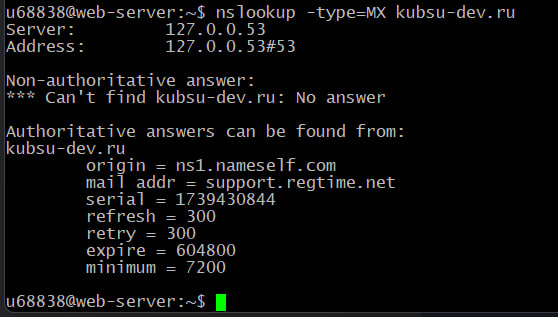 u68838@web-server:~$ nslookup -type=MX kubsu-dev.ru
Server:         127.0.0.53
Address:        127.0.0.53#53

Non-authoritative answer:
*** Can't find kubsu-dev.ru: No answer

Authoritative answers can be found from:
kubsu-dev.ru
        origin = ns1.nameself.com
        mail addr = support.regtime.net
        serial = 1739430844
        refresh = 300
        retry = 300
        expire = 604800
        minimum = 7200

u68838@web-server:~$